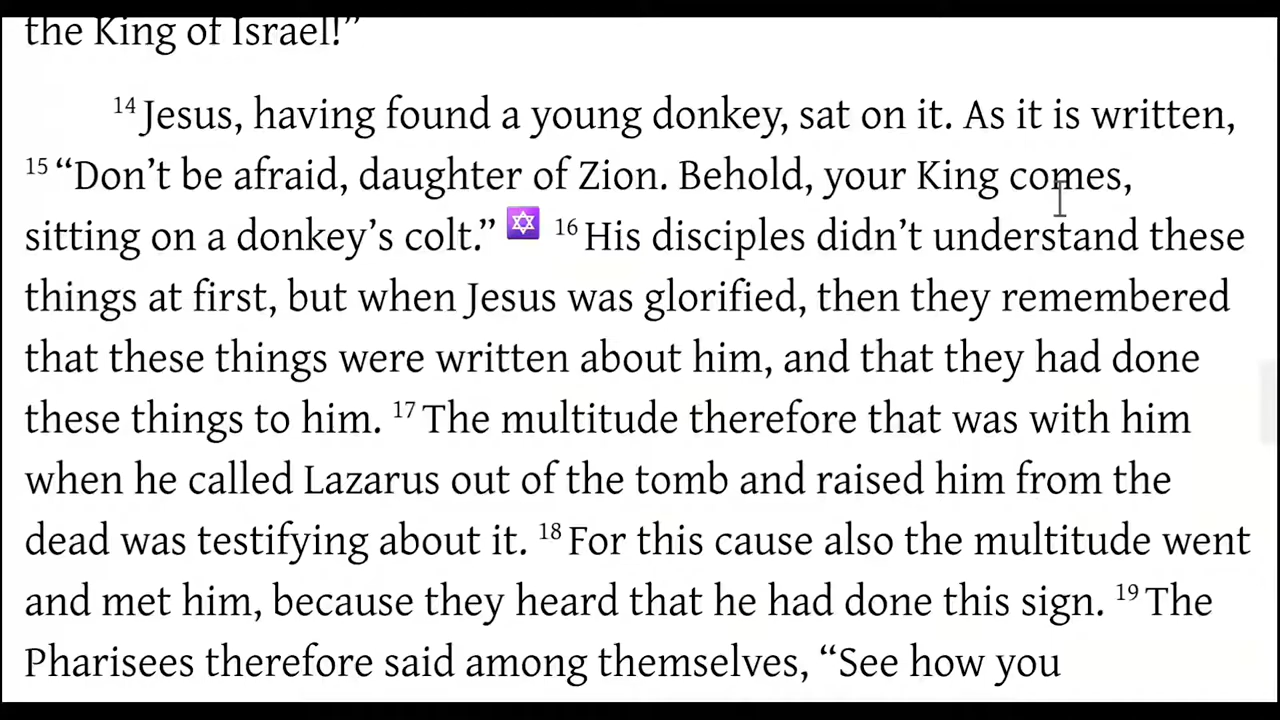 the King of Israel!”
14 Jesus, having found a young donkey, sat on it. As it is written,
15 “Don’t be afraid, daughter of Zion. Behold, your King comes,
sitting on a donkey’s colt.” ✡ 16 His disciples didn’t understand these
things at first, but when Jesus was glorified, then they remembered
that these things were written about him, and that they had done
these things to him. 17 The multitude therefore that was with him
when he called Lazarus out of the tomb and raised him from the
dead was testifying about it. 18 For this cause also the multitude went
and met him, because they heard that he had done this sign. 19 The
Pharisees therefore said among themselves, “See how you